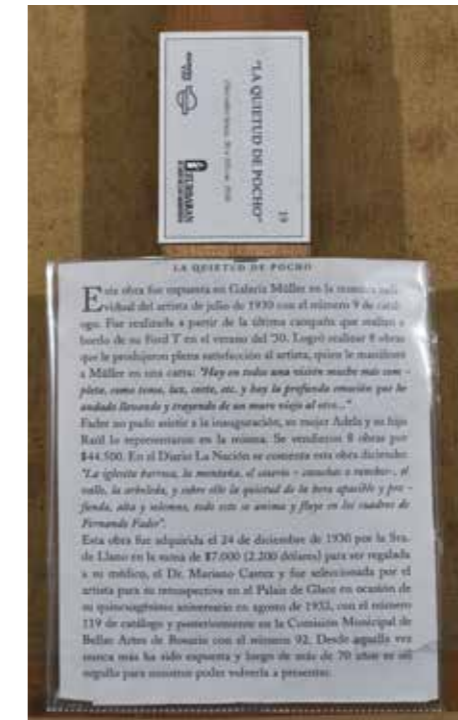 19
"LA QUIETUD DE POCHO"
ZURBARAN
LA QUIETUD DE POCHO
Esta obra fue expuesta en Galería Müller en la
vidual del artista de julio de 1930 con el número 9 de catá-
ogo. Fue realizada a partir de la última campaña que realizó a
bordo de su Ford T en el verano del '30. Logró realizar 8 obras
que le produjeron plena satisfacción al artista, quien le manifiesta
a Müller en una carta: "Hay en todas una visión mucho más com-
pleta, como tema, luz, corte, etc. y hay la profunda emoción que he
andado llevando y trayendo de un muro viejo al otro..."
Fader no pudo asistir a la inauguración, su mujer Adela y su hijo
Raúl lo representaron en la misma. Se vendieron 8 obras por
$44.500. En el Diario La Nación se comenta esta obra diciendo:
"La iglesita barroca, la montaña, el caserío - casuchas o ranchos-, el
valle, la arboleda, y sobre ello la quietud de la hora apacible y pro-
funda, alta y solemne, todo esto se anima y fluye en los cuadros de
Fernando Fader".
Esta obra fue adquirida el 24 de diciembre de 1930 por la Sra.
de Llano en la suma de $7.000 (2.200 dólares) para ser regalada
a su médico, el Dr. Mariano Castex y fue seleccionada por el
artista para su retrospectiva en el Palais de Glace en ocasión de
su quincuagésimo aniversario en agosto de 1932, con el número
119 de catálogo y posteriormente en la Comisión Municipal de
Bellas Artes de Rosario con el número 92. Desde aquella vez
nunca más ha sido expuesta y luego de más de 70 años es un
orgullo para nosotros poder volverla a presentar.